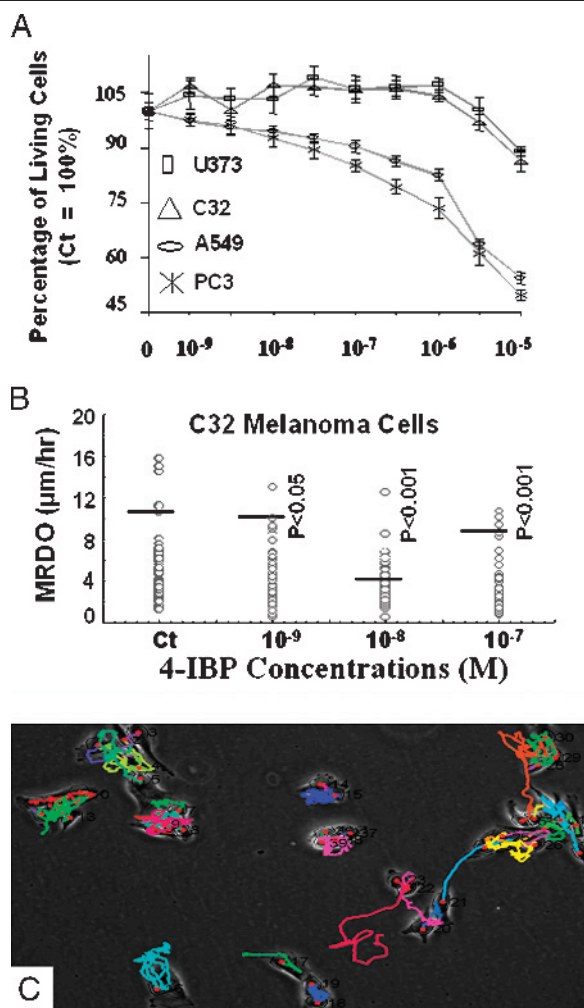 A
Percentage of Living Cells
(Ct = 100%)
105
90
75
60
45
U373
C32
A549
PC3
0 10-9 10-8 10-7 10-6 10-5
B
C32 Melanoma Cells
MRDO (µm/hr)
20
16
12
8
4
0
P<0.05
P<0.001
P<0.001
Ct 10-9 10-8 10-7
4-IBP Concentrations (M)
C